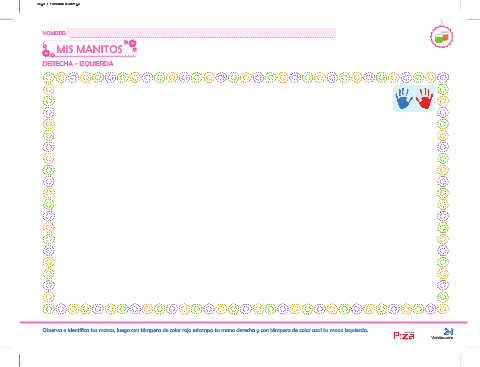 NOMBRE:
MIS MANITOS
DERECHA - IZQUIERDA
Observa e identifica tus manos, luego con témpera de color rojo estampa tu mano derecha y con témpera de color azul tu mano izquierda.